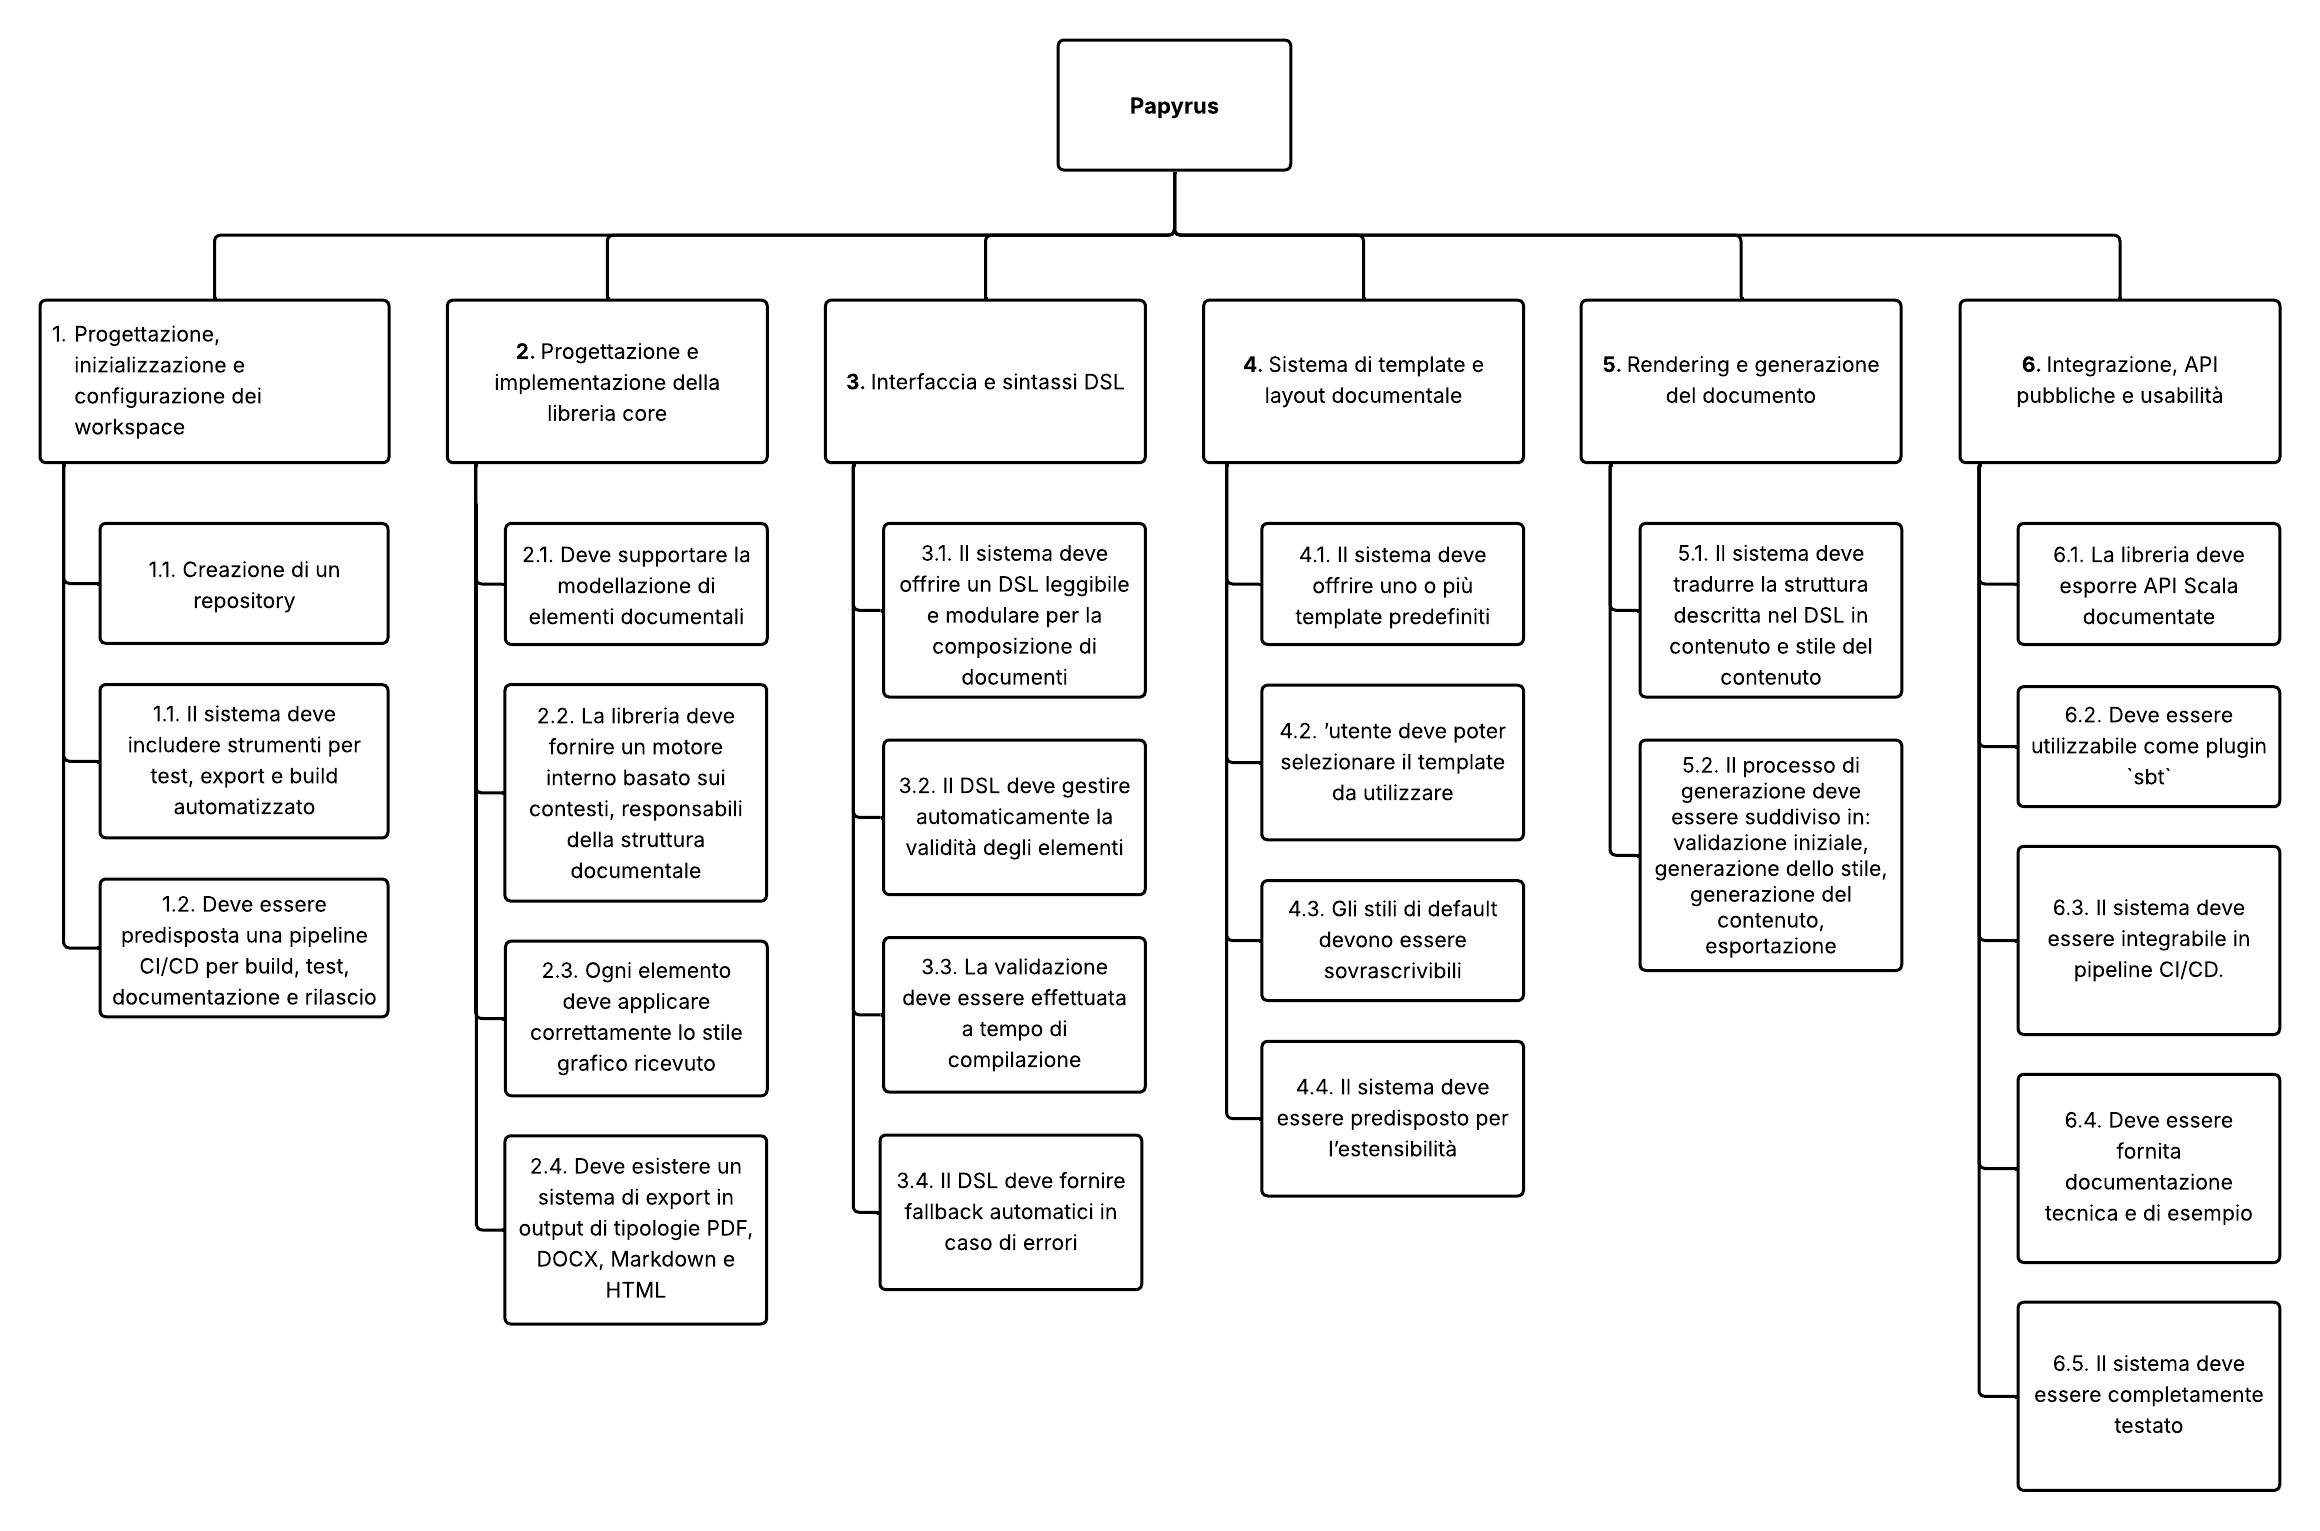 Papyrus
1. Progettazione,
inizializzazione e
configurazione dei
workspace
1.1. Creazione di un
repository
1.1. Il sistema deve
includere strumenti per
test, export e build
automatizzato
1.2. Deve essere
predisposta una pipeline
CI/CD per build, test,
documentazione e rilascio
2. Progettazione e
implementazione della
libreria core
2.1. Deve supportare la
modellazione di
elementi documentali
2.2. La libreria deve
fornire un motore
interno basato sui
contesti, responsabili
della struttura
documentale
2.3. Ogni elemento
deve applicare
correttamente lo stile
grafico ricevuto
2.4. Deve esistere un
sistema di export in
output di tipologie PDF,
DOCX, Markdown e
HTML
3. Interfaccia e sintassi DSL
3.1. Il sistema deve
offrire un DSL leggibile
e modulare per la
composizione di
documenti
3.2. Il DSL deve gestire
automaticamente la
validità degli elementi
3.3. La validazione
deve essere effettuata
a tempo di
compilazione
3.4. Il DSL deve fornire
fallback automatici in
caso di errori
4. Sistema di template e
layout documentale
4.1. Il sistema deve
offrire uno o più
template predefiniti
4.2. ’utente deve poter
selezionare il template
da utilizzare
4.3. Gli stili di default
devono essere
sovrascrivibili
4.4. Il sistema deve
essere predisposto per
l’estensibilità
5. Rendering e generazione
del documento
5.1. Il sistema deve
tradurre la struttura
descritta nel DSL in
contenuto e stile del
contenuto
5.2. Il processo di
generazione deve
essere suddiviso in:
validazione iniziale,
generazione dello stile,
generazione del
contenuto,
esportazione
6. Integrazione, API
pubbliche e usabilità
6.1. La libreria deve
esporre API Scala
documentate
6.2. Deve essere
utilizzabile come plugin
`sbt`
6.3. Il sistema deve
essere integrabile in
pipeline CI/CD.
6.4. Deve essere
fornita
documentazione
tecnica e di esempio
6.5. Il sistema deve
essere completamente
testato